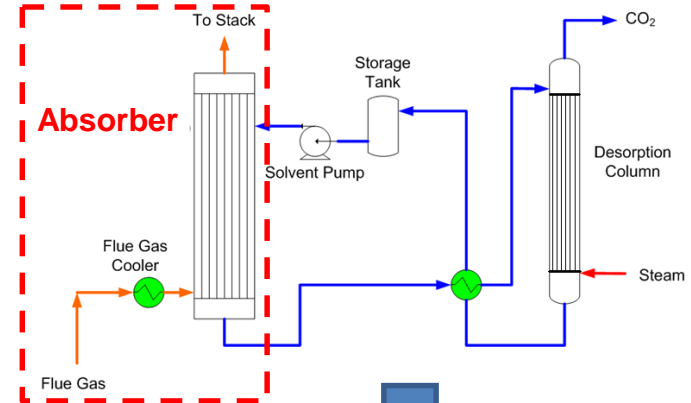 To Stack
CO₂
Storage
Tank
Absorber
Solvent Pump
Desorption
Column
Flue Gas
Cooler
Steam
Flue Gas